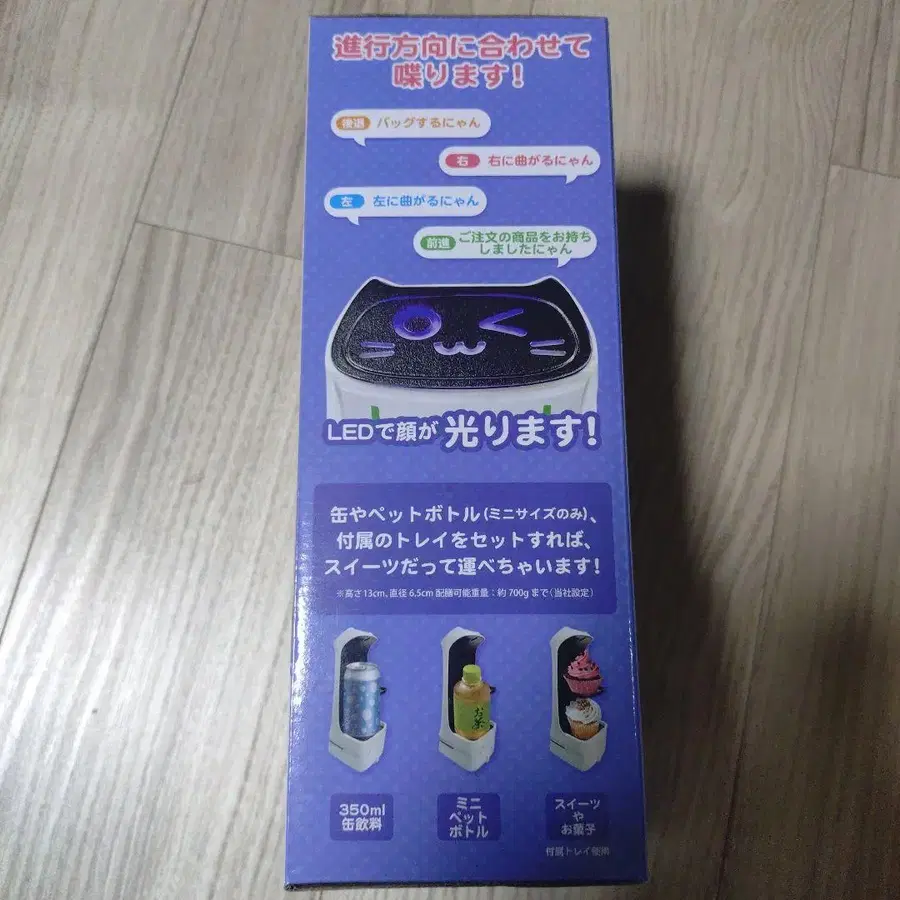 進行方向に合わせて
喋ります!
後退 バッグするにゃん
右 右に曲がるにゃん
左 左に曲がるにゃん
前進 ご注文の商品をお持ち
しましたにゃん
LEDで顔が 光ります!
缶やペットボトル(ミニサイズのみ)、
付属のトレイをセットすれば、
スイーツだって運べちゃいます!
※高さ13cm、直径6.5cm 配膳可能重量：約700gまで(当社設定)
お茶
350ml
缶飲料
ミニ
ペット
ボトル
スイーツ
や
お菓子
付属トレイ使用